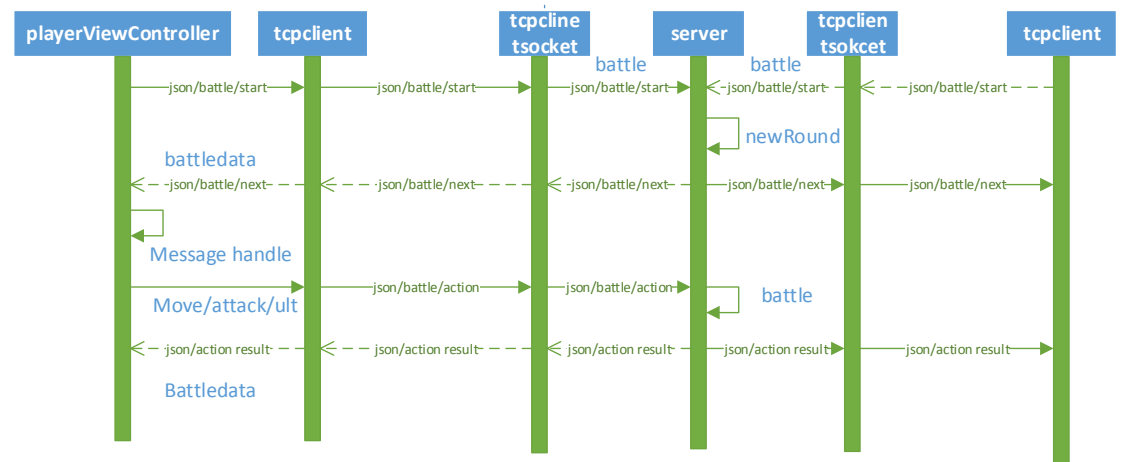 playerViewController
tcpclient
tcpcline
tsocket
server
tcpclien
tsokcet
tcpclient
battle
battle
json/battle/start
json/battle/start
json/battle/start
json/battle/start
json/battle/start
newRound
battledata
json/battle/next
json/battle/next
json/battle/next
json/battle/next
json/battle/next
Message handle
json/battle/action
json/battle/action
Move/attack/ult
battle
json/action result
json/action result
json/action result
json/action result
json/action result
Battledata